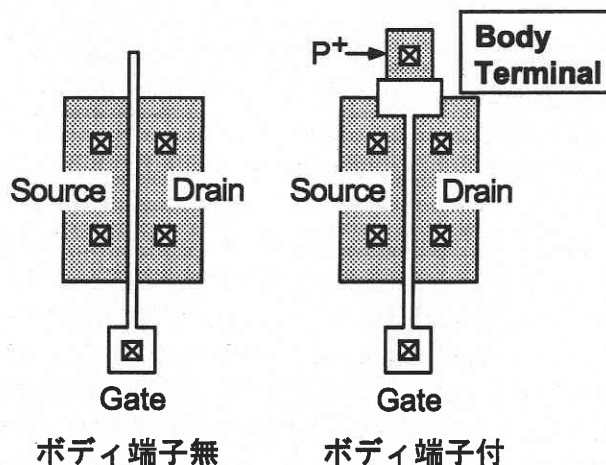 P+
Body
Terminal
Source
Drain
Source
Drain
Gate
Gate
ボディ端子無
ボディ端子付